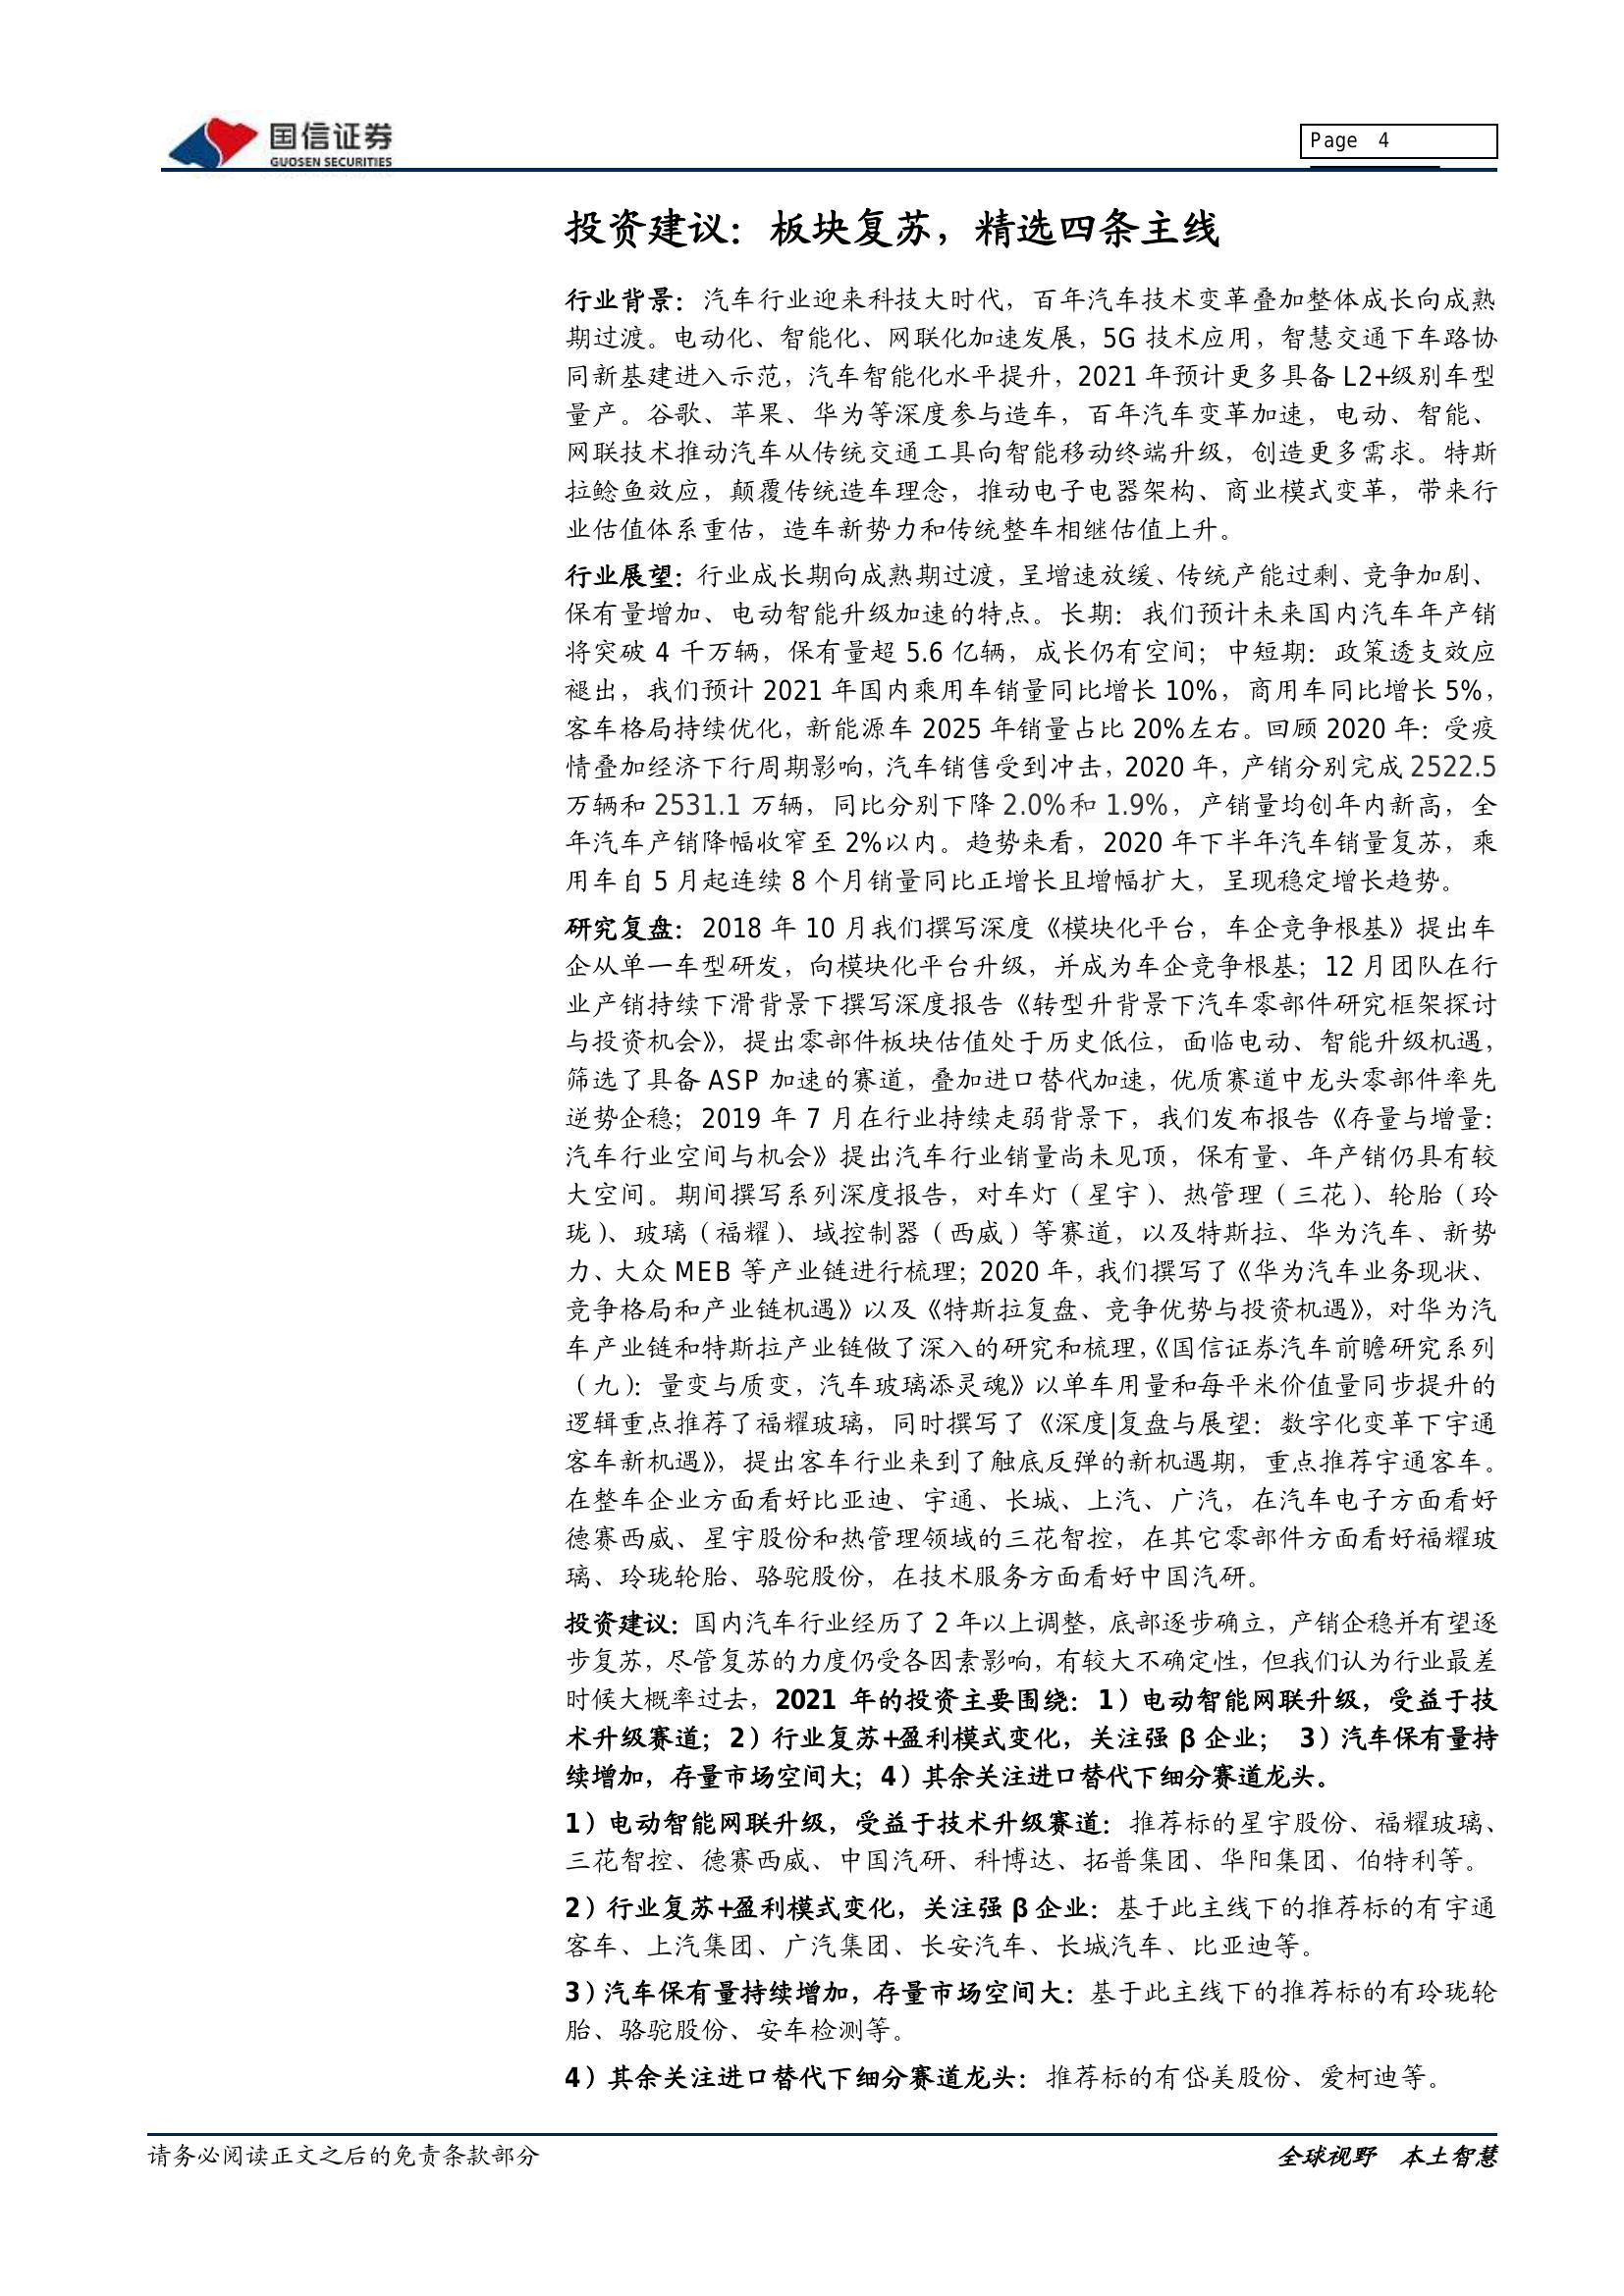 国信证券
GUOSEN SECURITIES
Page 4
投资建议：板块复苏，精选四条主线
行业背景：汽车行业迎来科技大时代，百年汽车技术变革叠加整体成长向成熟
期过渡。电动化、智能化、网联化加速发展，5G 技术应用，智慧交通下车路协
同新基建进入示范，汽车智能化水平提升，2021 年预计更多具备 L2+级别车型
量产。谷歌、苹果、华为等深度参与造车，百年汽车变革加速，电动、智能、
网联技术推动汽车从传统交通工具向智能移动终端升级，创造更多需求。特斯
拉鲶鱼效应，颠覆传统造车理念，推动电子电器架构、商业模式变革，带来行
业估值体系重估，造车新势力和传统整车相继估值上升。
行业展望：行业成长期向成熟期过渡，呈增速放缓、传统产能过剩、竞争加剧、
保有量增加、电动智能升级加速的特点。长期：我们预计未来国内汽车年产销
将突破 4 千万辆，保有量超 5.6 亿辆，成长仍有空间；中短期：政策透支效应
褪出，我们预计 2021 年国内乘用车销量同比增长 10%，商用车同比增长 5%，
客车格局持续优化，新能源车 2025 年销量占比 20%左右。回顾 2020 年：受疫
情叠加经济下行周期影响，汽车销售受到冲击，2020 年，产销分别完成 2522.5
万辆和 2531.1 万辆，同比分别下降 2.0%和 1.9%，产销量均创年内新高，全
年汽车产销降幅收窄至 2%以内。趋势来看，2020 年下半年汽车销量复苏，乘
用车自 5 月起连续 8 个月销量同比正增长且增幅扩大，呈现稳定增长趋势。
研究复盘：2018 年 10 月我们撰写深度《模块化平台，车企竞争根基》提出车
企从单一车型研发，向模块化平台升级，并成为车企竞争根基；12 月团队在行
业产销持续下滑背景下撰写深度报告《转型升背景下汽车零部件研究框架探讨
与投资机会》，提出零部件板块估值处于历史低位，面临电动、智能升级机遇，
筛选了具备 ASP 加速的赛道，叠加进口替代加速，优质赛道中龙头零部件率先
逆势企稳；2019 年 7 月在行业持续走弱背景下，我们发布报告《存量与增量：
汽车行业空间与机会》提出汽车行业销量尚未见顶，保有量、年产销仍具有较
大空间。期间撰写系列深度报告，对车灯（星宇）、热管理（三花）、轮胎（玲
珑）、玻璃（福耀）、域控制器（西威）等赛道，以及特斯拉、华为汽车、新势
力、大众 MEB 等产业链进行梳理；2020 年，我们撰写了《华为汽车业务现状、
竞争格局和产业链机遇》以及《特斯拉复盘、竞争优势与投资机遇》，对华为汽
车产业链和特斯拉产业链做了深入的研究和梳理，《国信证券汽车前瞻研究系列
（九）：量变与质变，汽车玻璃添灵魂》以单车用量和每平米价值量同步提升的
逻辑重点推荐了福耀玻璃，同时撰写了《深度|复盘与展望：数字化变革下宇通
客车新机遇》，提出客车行业来到了触底反弹的新机遇期，重点推荐宇通客车。
在整车企业方面看好比亚迪、宇通、长城、上汽、广汽，在汽车电子方面看好
德赛西威、星宇股份和热管理领域的三花智控，在其它零部件方面看好福耀玻
璃、玲珑轮胎、骆驼股份，在技术服务方面看好中国汽研。
投资建议：国内汽车行业经历了 2 年以上调整，底部逐步确立，产销企稳并有望逐
步复苏，尽管复苏的力度仍受各因素影响，有较大不确定性，但我们认为行业最差
时候大概率过去，2021 年的投资主要围绕：1）电动智能网联升级，受益于技
术升级赛道；2）行业复苏+盈利模式变化，关注强 β 企业； 3）汽车保有量持
续增加，存量市场空间大；4）其余关注进口替代下细分赛道龙头。
1）电动智能网联升级，受益于技术升级赛道：推荐标的星宇股份、福耀玻璃、
三花智控、德赛西威、中国汽研、科博达、拓普集团、华阳集团、伯特利等。
2）行业复苏+盈利模式变化，关注强 β 企业：基于此主线下的推荐标的有宇通
客车、上汽集团、广汽集团、长安汽车、长城汽车、比亚迪等。
3）汽车保有量持续增加，存量市场空间大：基于此主线下的推荐标的有玲珑轮
胎、骆驼股份、安车检测等。
4）其余关注进口替代下细分赛道龙头：推荐标的有岱美股份、爱柯迪等。
请务必阅读正文之后的免责条款部分
全球视野 本土智慧